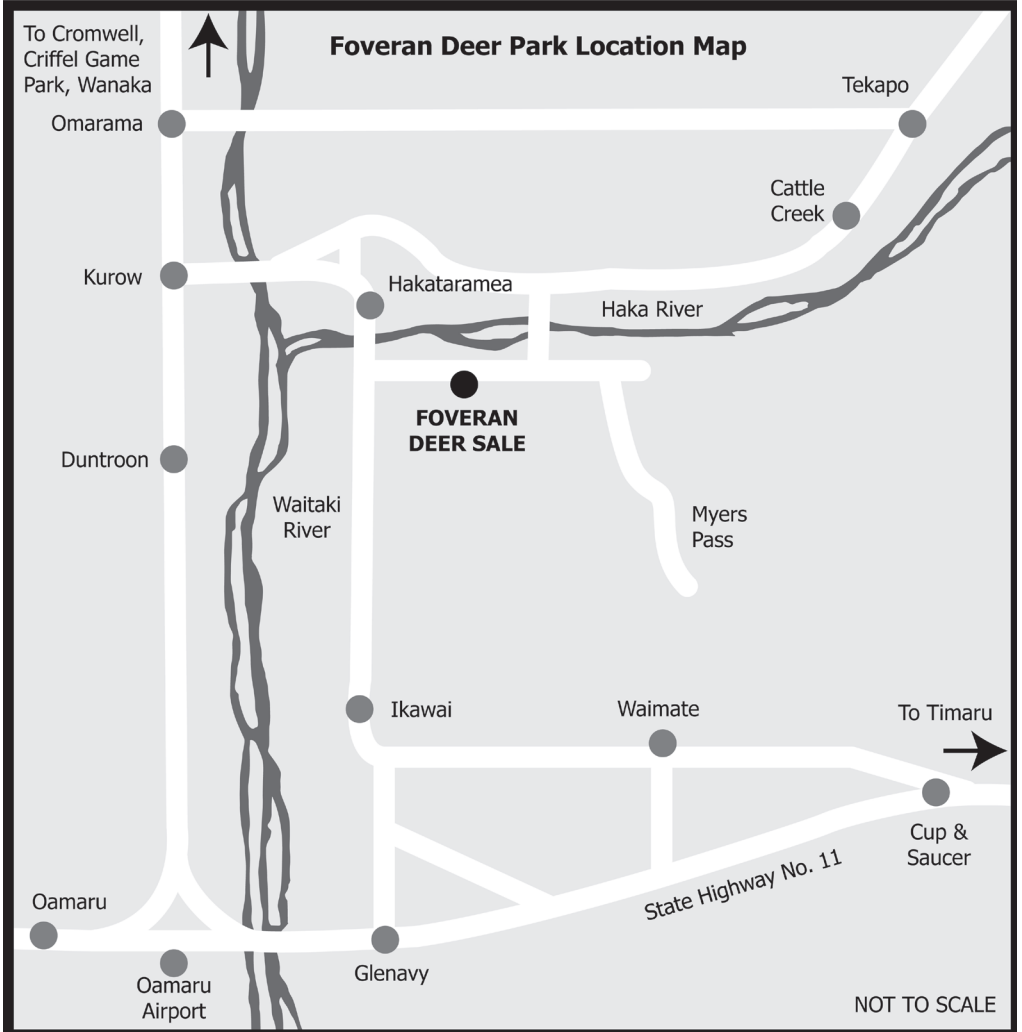 To Cromwell,
Criffel Game
Park, Wanaka
Foveran Deer Park Location Map
Tekapo
Omarama
Cattle
Creek
Kurow
Hakataramea
Haka River
FOVERAN
DEER SALE
Duntroon
Waitaki
River
Myers
Pass
Ikawai
Waimate
To Timaru
Cup &
Saucer
State Highway No. 11
Oamaru
Glenavy
Oamaru
Airport
NOT TO SCALE